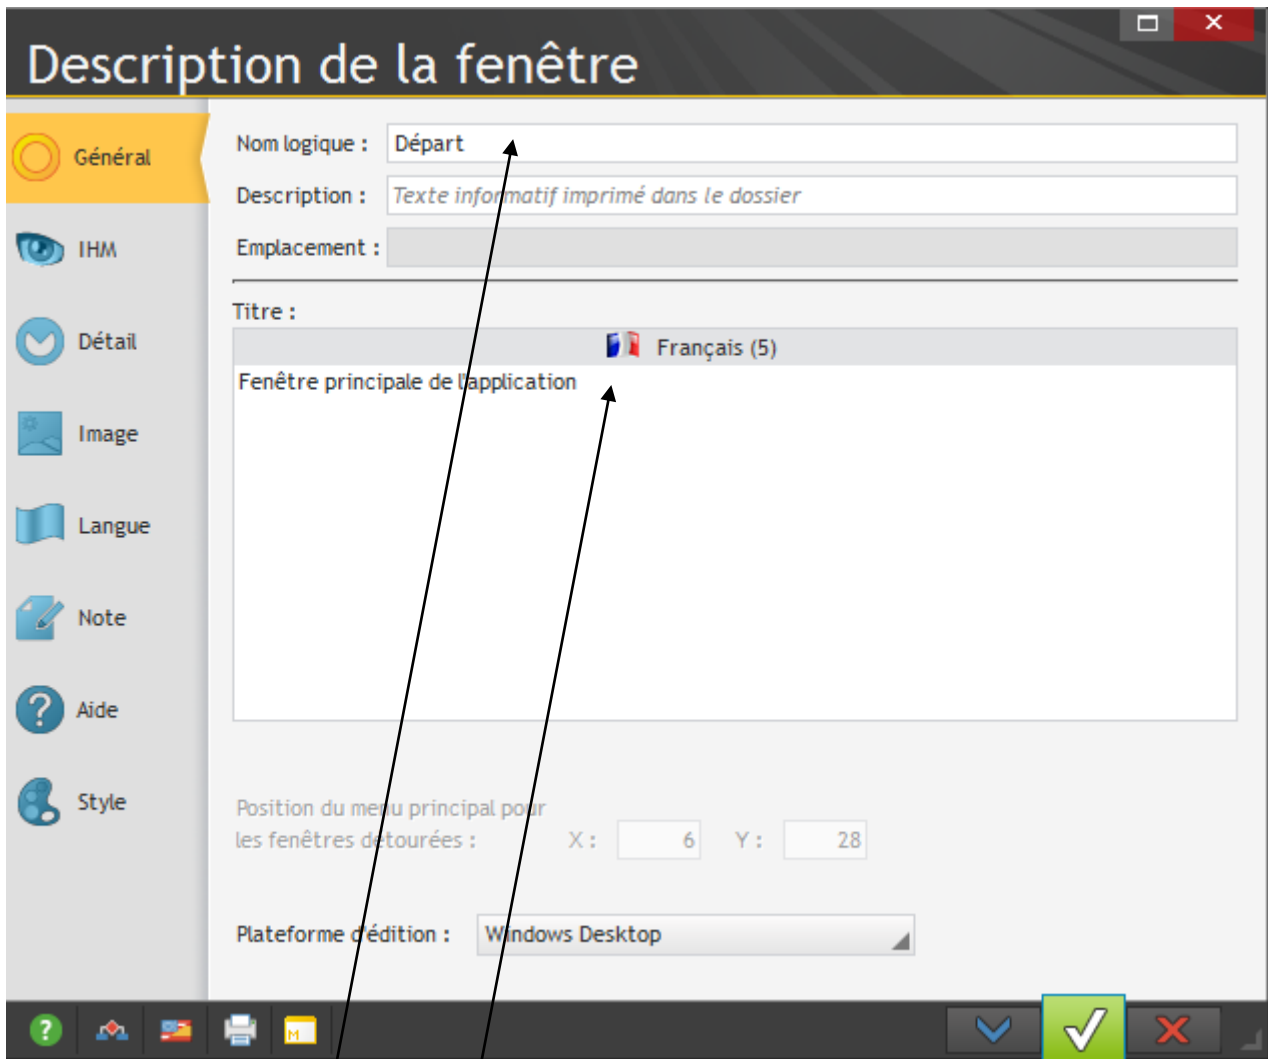 Description de la fenêtre
Général
Nom logique : Départ
Description : Texte informatif imprimé dans le dossier
IHM
Emplacement :
Titre :
Détail
Français (5)
Fenêtre principale de l'application
Image
Langue
Note
Aide
Style
Position du menu principal pour
les fenêtres détourées : X : 6 Y : 28
Plateforme d'édition : Windows Desktop
? M